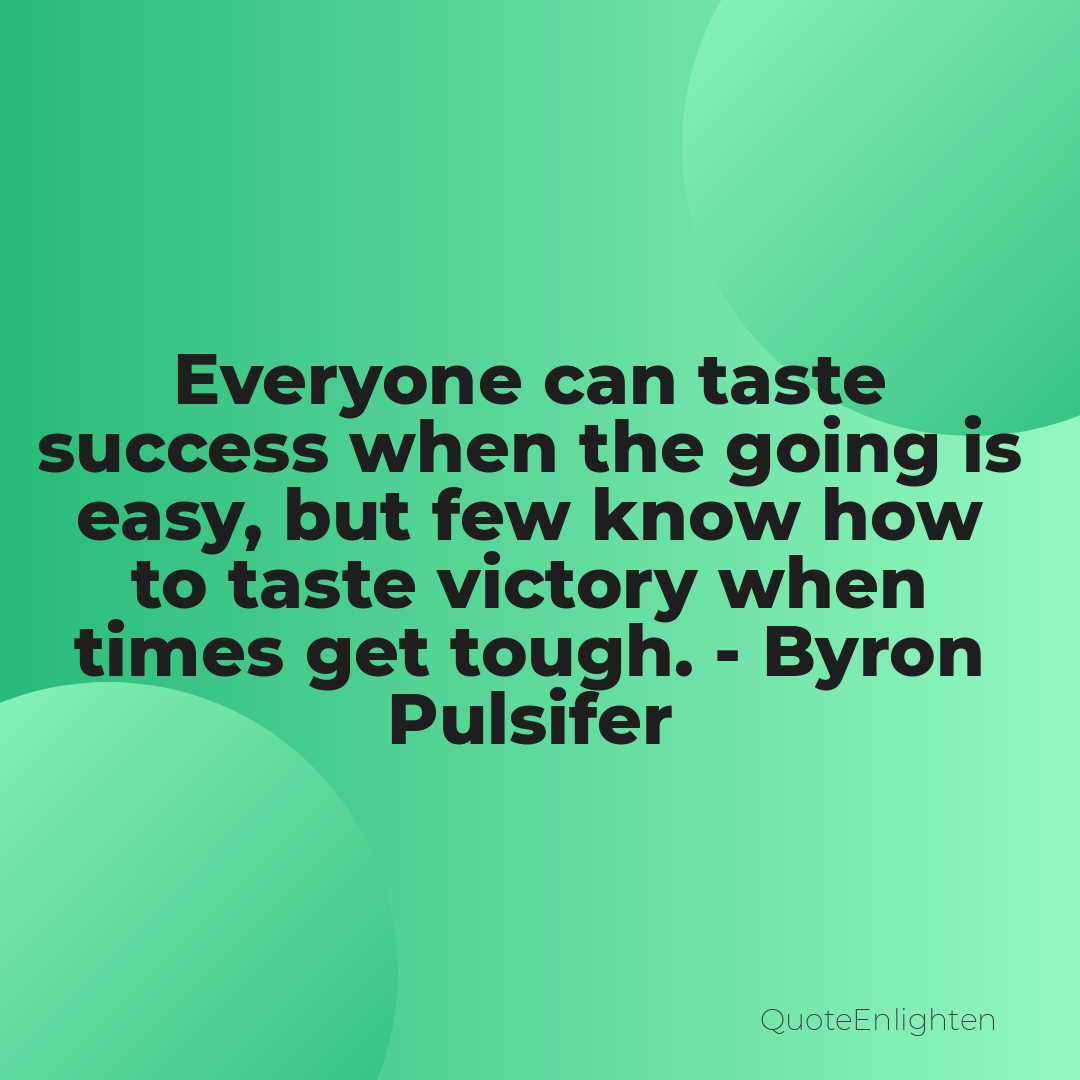 Everyone can taste
success when the going is
easy, but few know how
to taste victory when
times get tough. - Byron
Pulsifer
QuoteEnlighten